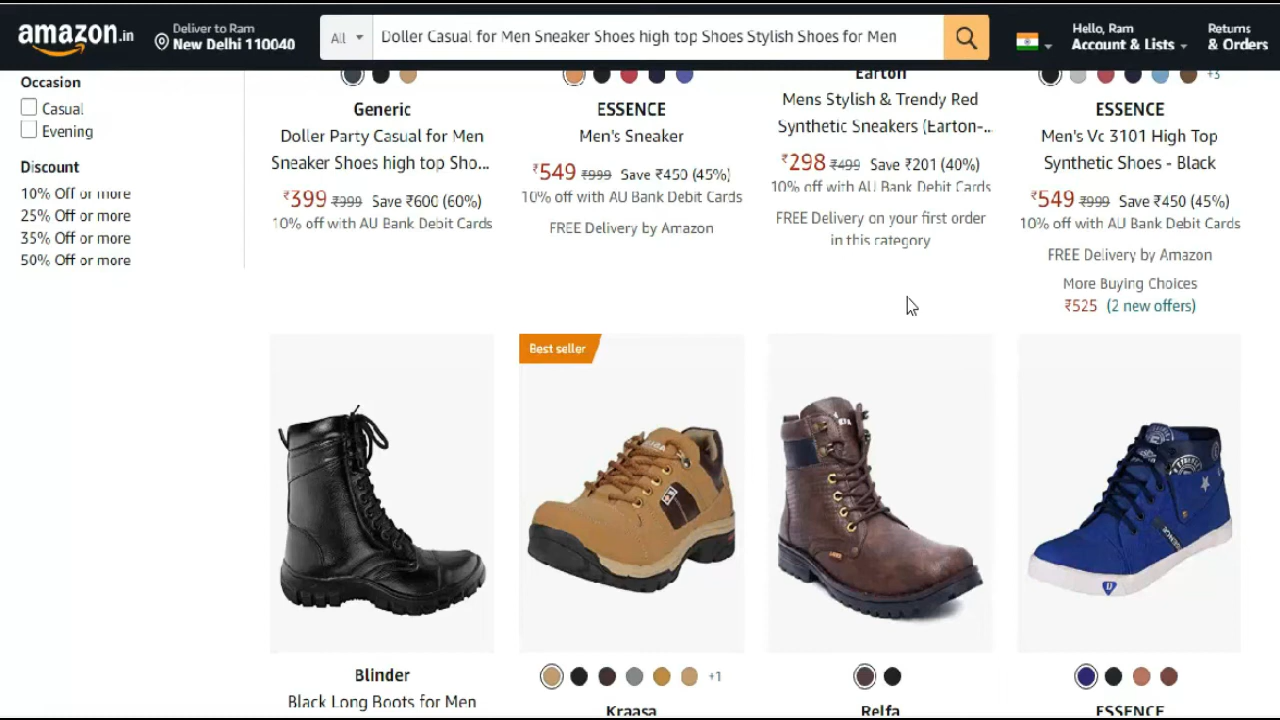 amazon.in
Deliver to Ram
New Delhi 110040
All
Doller Casual for Men Sneaker Shoes high top Shoes Stylish Shoes for Men
Hello, Ram
Account & Lists
Returns
& Orders
Occasion
Casual
Evening
Discount
10% Off or more
25% Off or more
35% Off or more
50% Off or more
Generic
Doller Party Casual for Men
Sneaker Shoes high top Sho...
₹399 ₹999 Save ₹600 (60%)
10% off with AU Bank Debit Cards
ESSENCE
Men's Sneaker
₹549 ₹999 Save ₹450 (45%)
10% off with AU Bank Debit Cards
FREE Delivery by Amazon
Earton
Mens Stylish & Trendy Red
Synthetic Sneakers (Earton-...
₹298 ₹499 Save ₹201 (40%)
10% off with AU Bank Debit Cards
FREE Delivery on your first order
in this category
+3
ESSENCE
Men's Vc 3101 High Top
Synthetic Shoes - Black
₹549 ₹999 Save ₹450 (45%)
10% off with AU Bank Debit Cards
FREE Delivery by Amazon
More Buying Choices
₹525 (2 new offers)
Best seller
Blinder
Black Long Boots for Men
+1
Kraasa
Relfa
ESSENCE